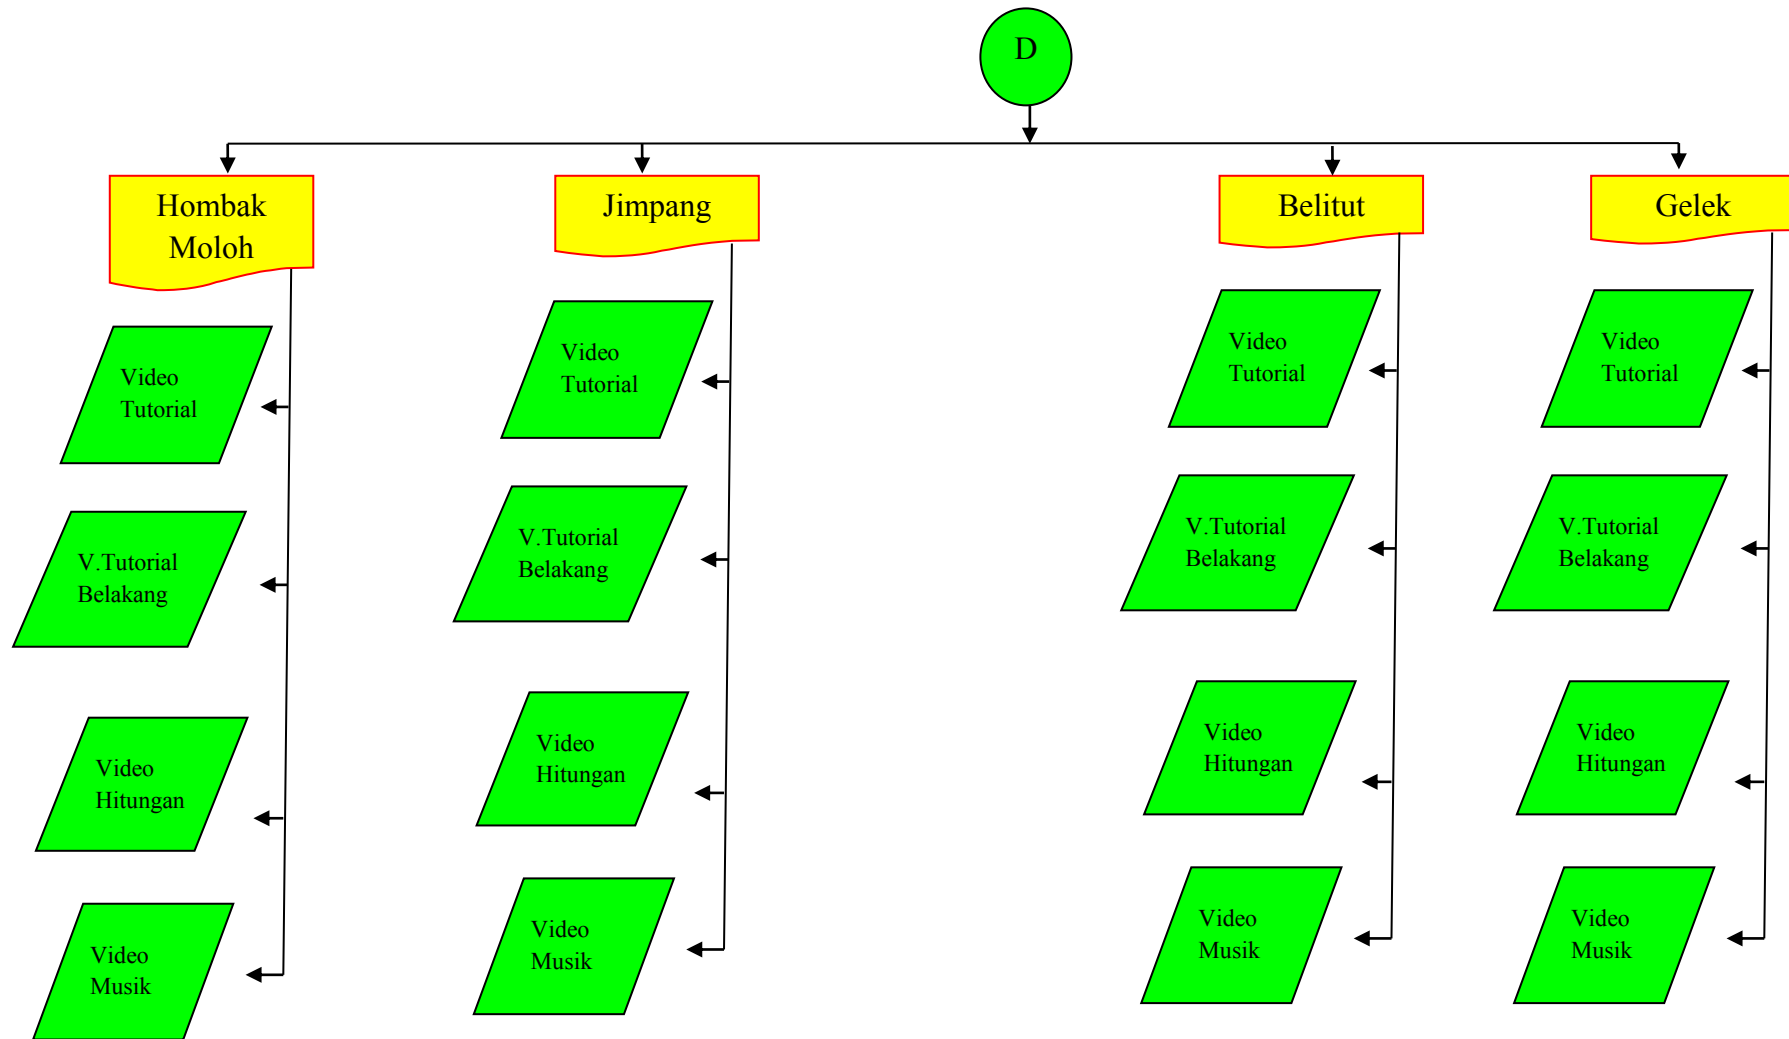 D
Hombak
Moloh
Jimpang
Belitut
Gelek
Video
Tutorial
V.Tutorial
Belakang
Video
Hitungan
Video
Musik
Video
Tutorial
V.Tutorial
Belakang
Video
Hitungan
Video
Musik
Video
Tutorial
V.Tutorial
Belakang
Video
Hitungan
Video
Musik
Video
Tutorial
V.Tutorial
Belakang
Video
Hitungan
Video
Musik